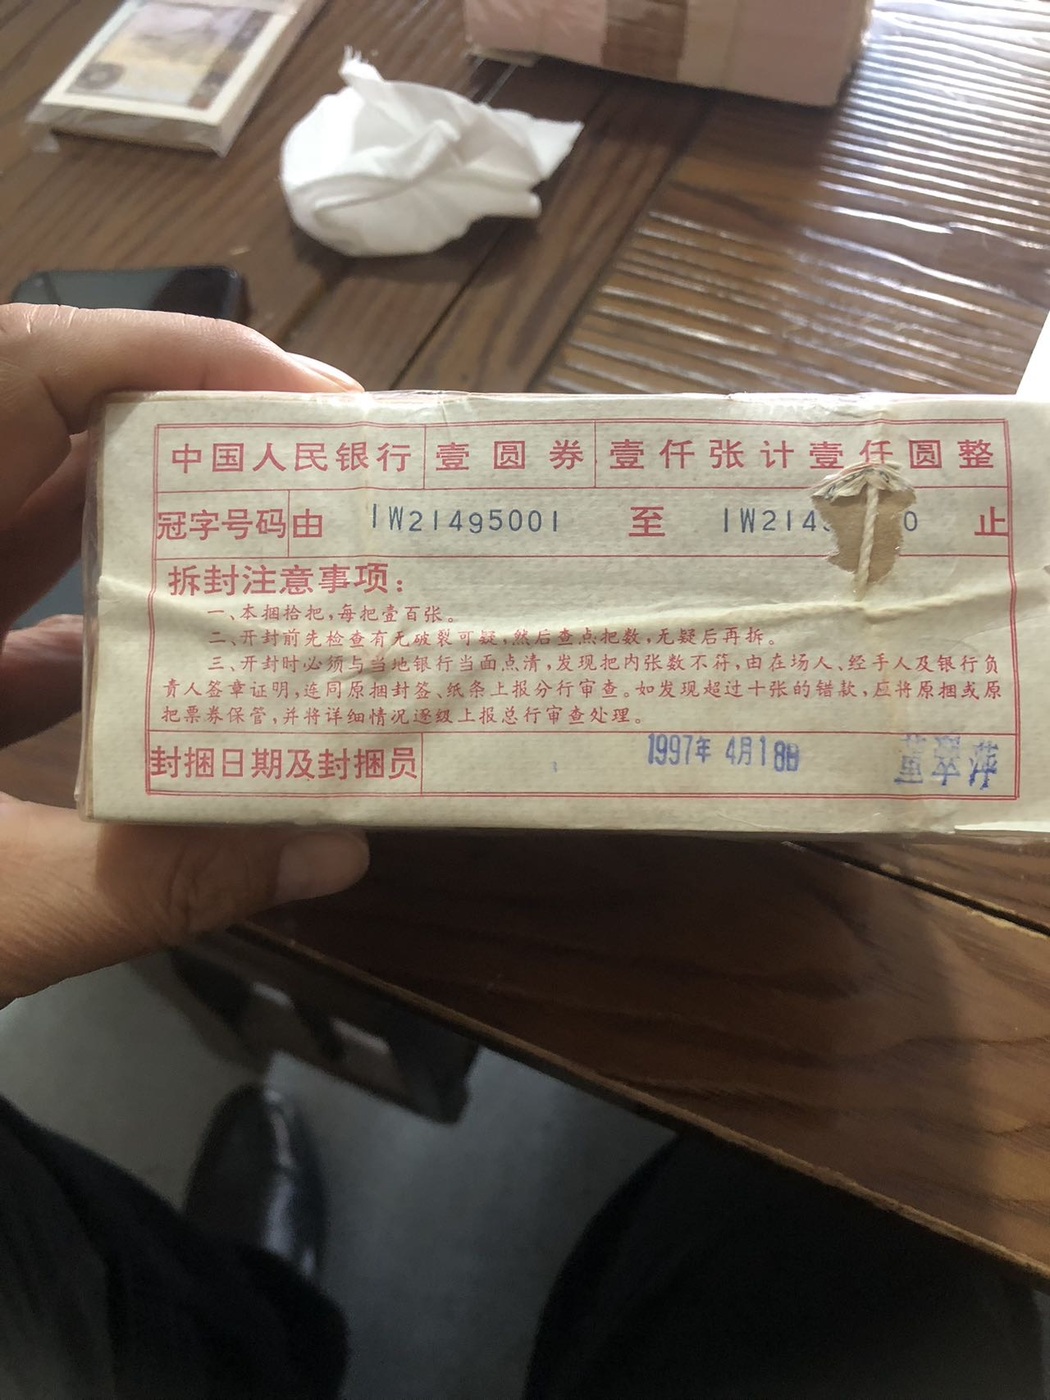 中国人民银行 壹圆券 壹仟张计壹仟圆整
冠字号码 由 IW21495001 至 IW2149 0 止
拆封注意事项：
一、本捆拾把，每把壹百张。
二、开封前先检查有无破裂可疑，然后查点把数，无疑后再拆。
三、开封时必须与当地银行当面点清，发现把内张数不符，由在场人、经手人及银行负
责人签章证明，连同原捆封签、纸条上报分行审查。如发现超过十张的错款，应将原捆或原
把票券保管，并将详细情况逐级上报总行审查处理。
封捆日期及封捆员 1997年 4月18日